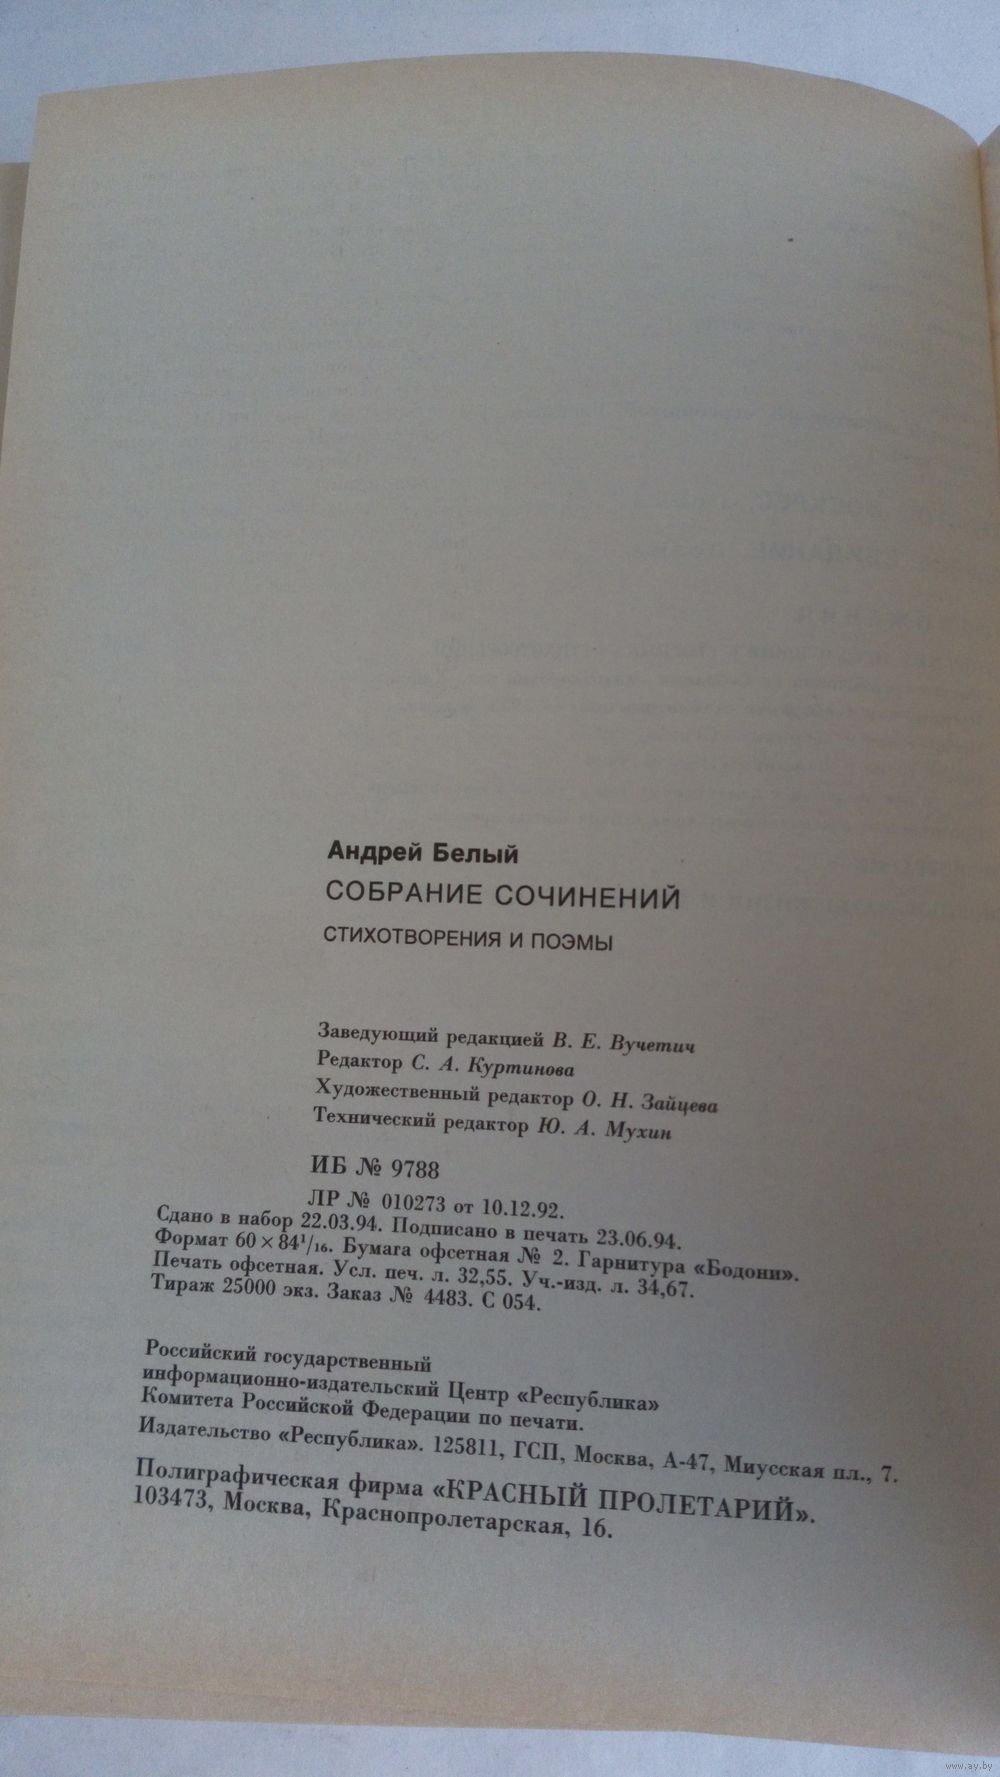 Андрей Белый
СОБРАНИЕ СОЧИНЕНИЙ
СТИХОТВОРЕНИЯ И ПОЭМЫ
Заведующий редакцией В. Е. Вучетич
Редактор С. А. Куртинова
Художественный редактор О. Н. Зайцева
Технический редактор Ю. А. Мухин
ИБ № 9788
ЛР № 010273 от 10.12.92.
Сдано в набор 22.03.94. Подписано в печать 23.06.94.
Формат 60×84¹/₁₆. Бумага офсетная № 2. Гарнитура «Бодони».
Печать офсетная. Усл. печ. л. 32,55. Уч.-изд. л. 34,67.
Тираж 25000 экз. Заказ № 4483. С 054.
Российский государственный
информационно-издательский Центр «Республика»
Комитета Российской Федерации по печати.
Издательство «Республика». 125811, ГСП, Москва, А-47, Миусская пл., 7.
Полиграфическая фирма «КРАСНЫЙ ПРОЛЕТАРИЙ».
103473, Москва, Краснопролетарская, 16.
www.ay.by